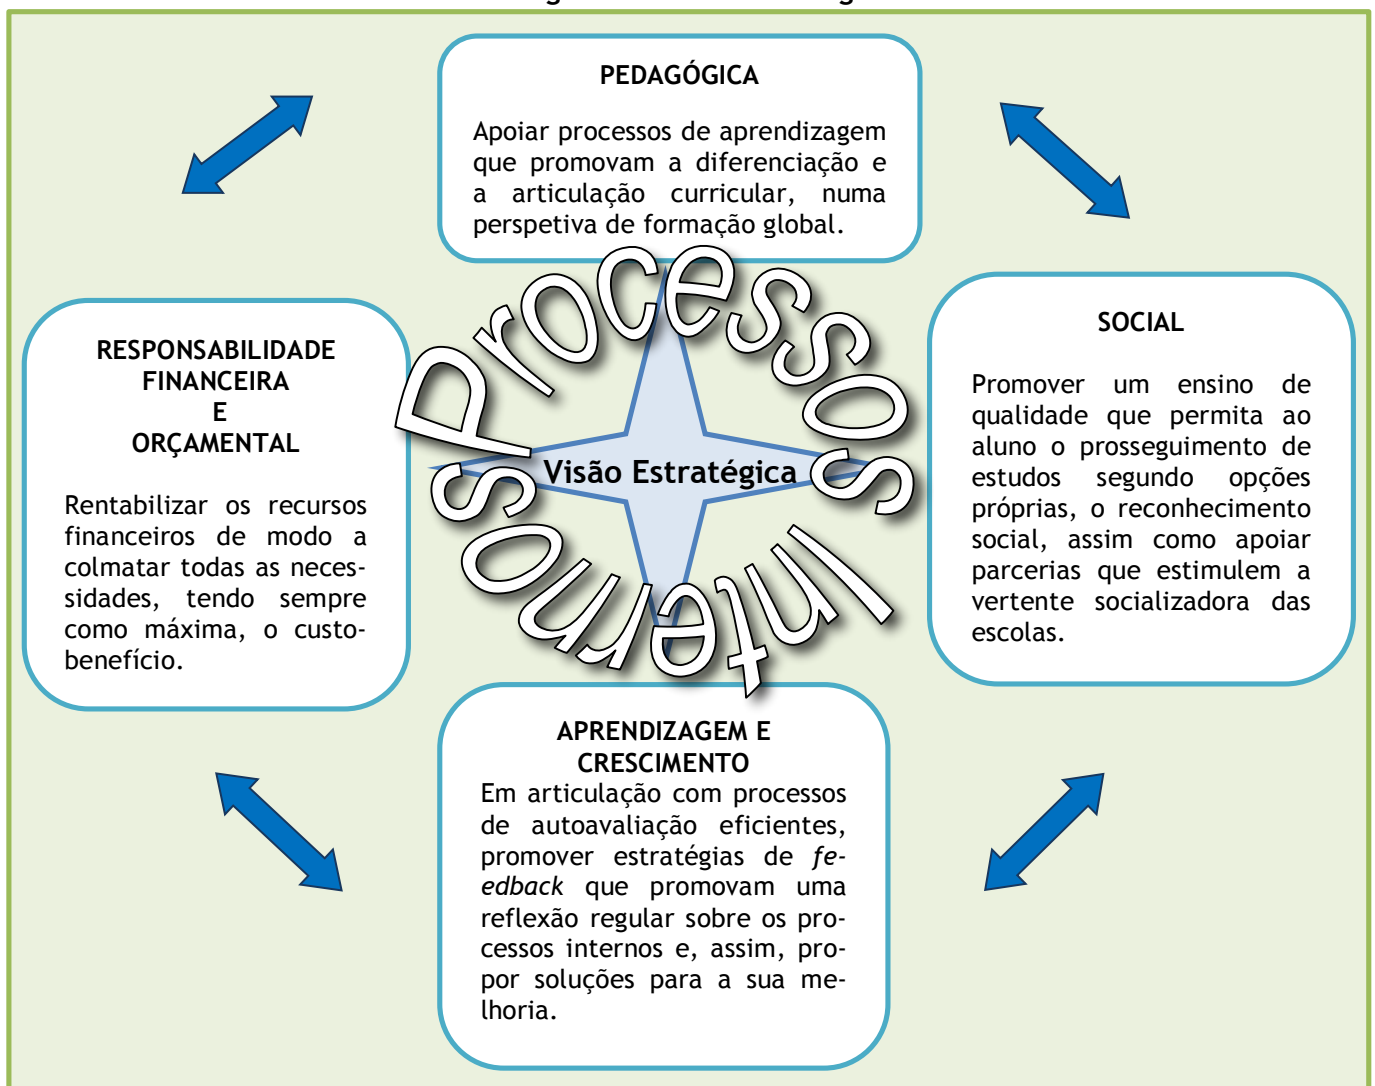 PEDAGÓGICA
Apoiar processos de aprendizagem
que promovam a diferenciação e
a articulação curricular, numa
perspetiva de formação global.
RESPONSABILIDADE
FINANCEIRA
E
ORÇAMENTAL
Rentabilizar os recursos
financeiros de modo a
colmatar todas as neces-
sidades, tendo sempre
como máxima, o custo-
benefício.
Processos Internos
Visão Estratégica
SOCIAL
Promover um ensino de
qualidade que permita ao
aluno o prosseguimento de
estudos segundo opções
próprias, o reconhecimento
social, assim como apoiar
parcerias que estimulem a
vertente socializadora das
escolas.
APRENDIZAGEM E
CRESCIMENTO
Em articulação com processos
de autoavaliação eficientes,
promover estratégias de fe-
edback que promovam uma
reflexão regular sobre os pro-
cessos internos e, assim, pro-
por soluções para a sua me-
lhoria.